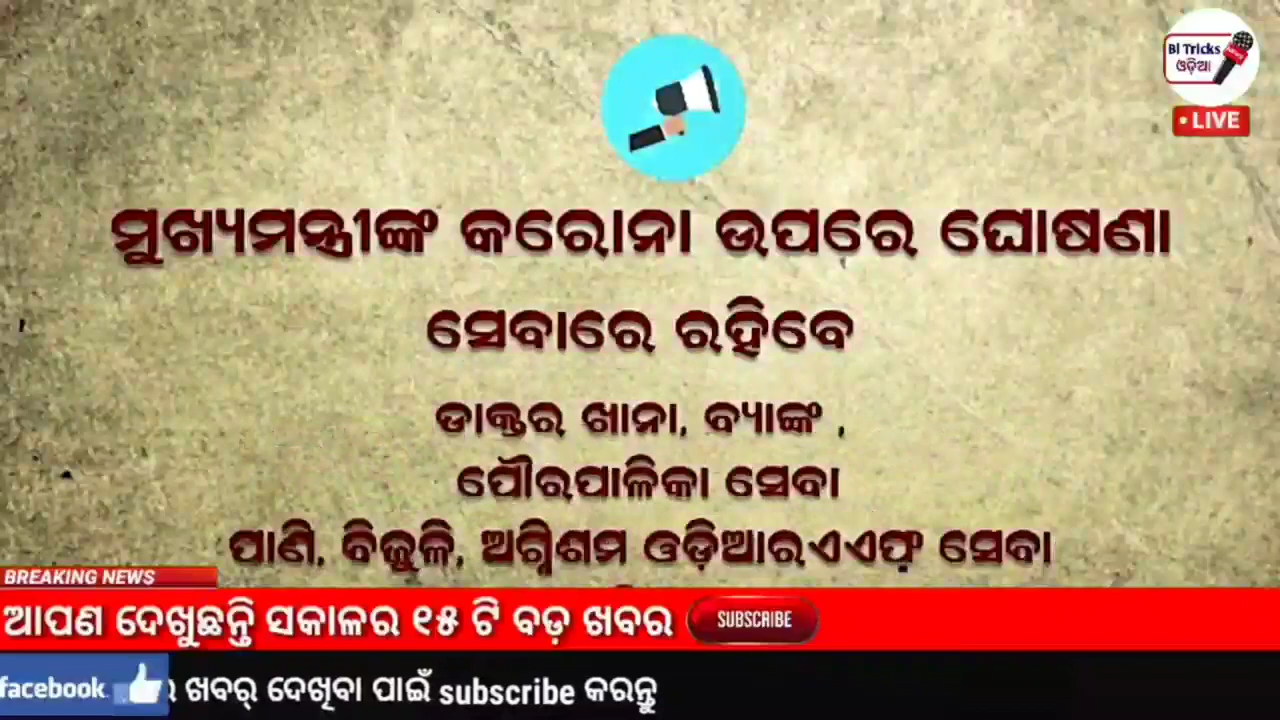 BI Tricks
ଓଡ଼ିଆ
• LIVE
ମୁଖ୍ୟମନ୍ତ୍ରୀଙ୍କ କରୋନା ଉପରେ ଘୋଷଣା
ସେବାରେ ରହିବେ
ଡାକ୍ତର ଖାନା, ବ୍ୟାଙ୍କ ,
ପୌରପାଳିକା ସେବା
ପାଣି, ବିଜୁଳି, ଅଗ୍ନିଶମ ଓଡ଼ିଆରଏଏଫ୍ ସେବା
BREAKING NEWS
ଆପଣ ଦେଖୁଛନ୍ତି ସକାଳର ୧୫ ଟି ବଡ଼ ଖବର SUBSCRIBE
facebook ଖବର୍ ଦେଖିବା ପାଇଁ subscribe କରନ୍ତୁ